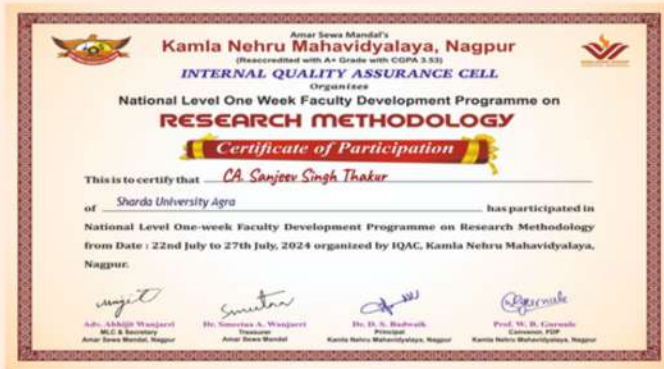 Amar Sewa Mandal's
Kamla Nehru Mahavidyalaya, Nagpur
(Reaccredited with A+ Grade with CGPA 3.53)
INTERNAL QUALITY ASSURANCE CELL
Organises
National Level One Week Faculty Development Programme on
RESEARCH METHODOLOGY
Certificate of Participation
This is to certify that CA. Sanjeev Singh Thakur
of Sharda University Agra has participated in
National Level One-week Faculty Development Programme on Research Methodology
from Date : 22nd July to 27th July, 2024 organized by IQAC, Kamla Nehru Mahavidyalaya,
Nagpur.
Adv. Abhijit Wanjarri Dr. Smeetaa A. Wanjarri Dr. D. S. Badwaik Prof. W. B. Gurnule
MLC & Secretary Treasurer Principal Convenor, FDP
Amar Sewa Mandal, Nagpur Amar Sewa Mandal Kamla Nehru Mahavidyalaya, Nagpur Kamla Nehru Mahavidyalaya, Nagpur